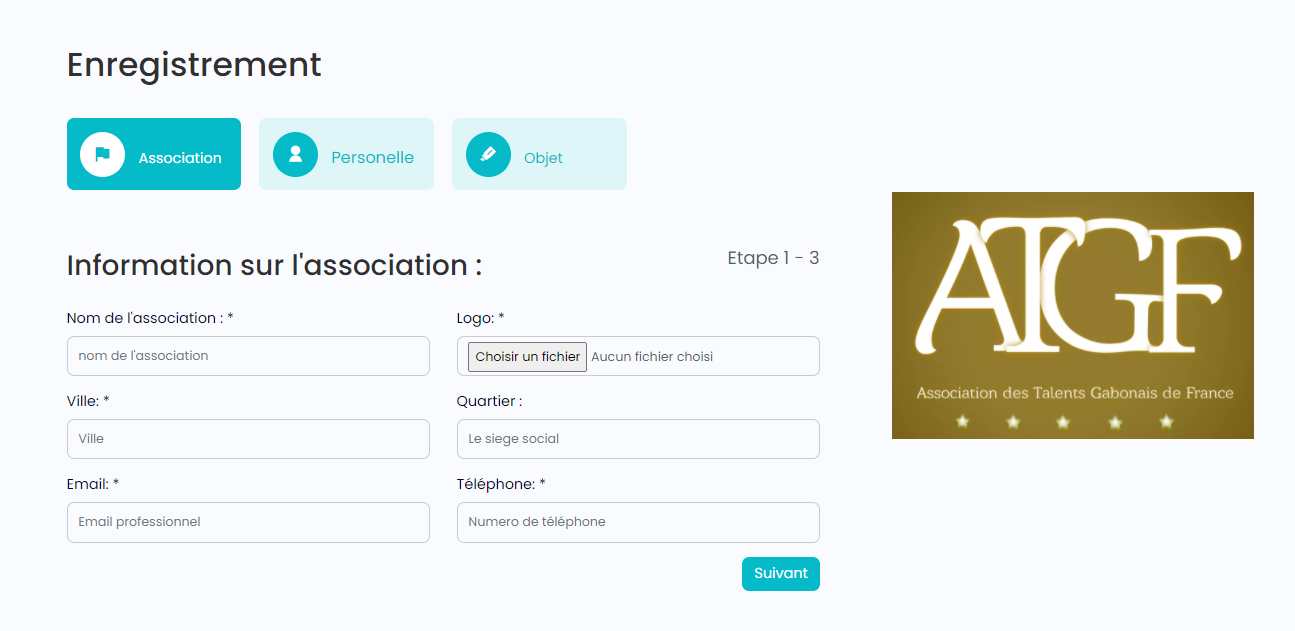 Enregistrement
Association
Personelle
Objet
Information sur l'association :
Etape 1 - 3
Nom de l'association : *
nom de l'association
Logo: *
Choisir un fichier Aucun fichier choisi
Ville: *
Ville
Quartier :
Le siege social
Email: *
Email professionnel
Téléphone: *
Numero de téléphone
Suivant
ATGF
Association des Talents Gabonais de France